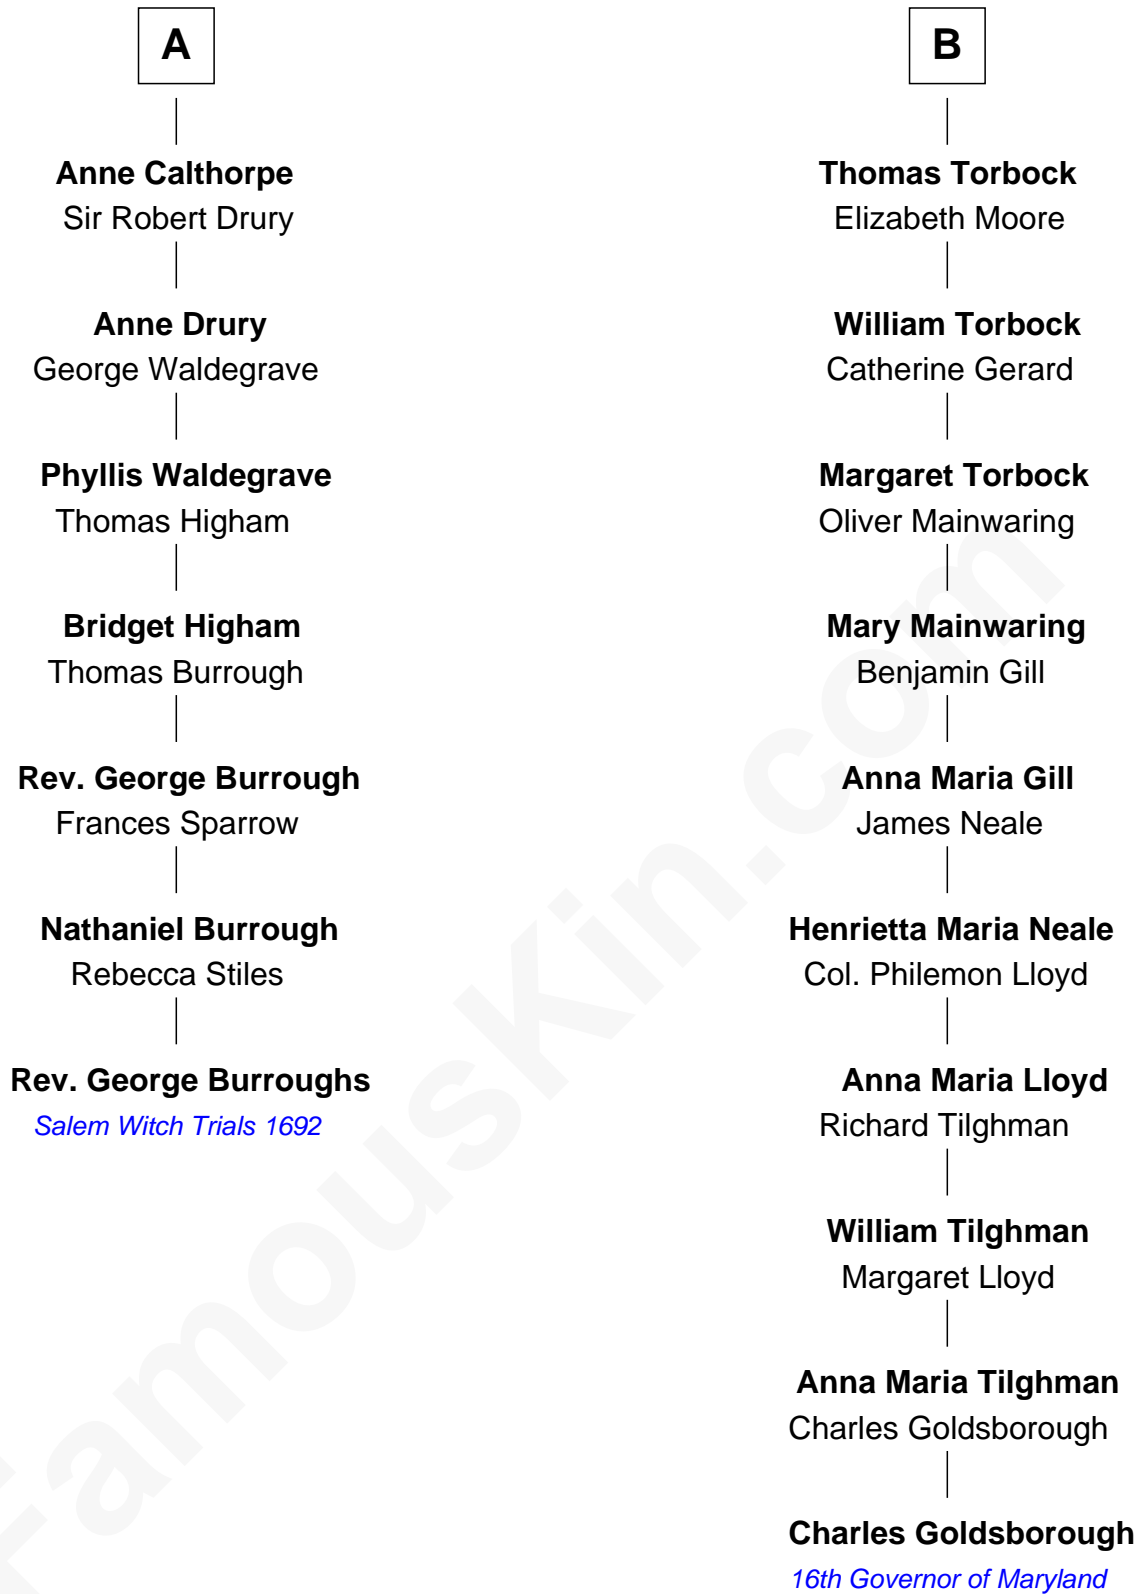 A
Anne Calthorpe
Sir Robert Drury
Anne Drury
George Waldegrave
Phyllis Waldegrave
Thomas Higham
Bridget Higham
Thomas Burrough
Rev. George Burrough
Frances Sparrow
Nathaniel Burrough
Rebecca Stiles
Rev. George Burroughs
Salem Witch Trials 1692
B
Thomas Torbock
Elizabeth Moore
William Torbock
Catherine Gerard
Margaret Torbock
Oliver Mainwaring
Mary Mainwaring
Benjamin Gill
Anna Maria Gill
James Neale
Henrietta Maria Neale
Col. Philemon Lloyd
Anna Maria Lloyd
Richard Tilghman
William Tilghman
Margaret Lloyd
Anna Maria Tilghman
Charles Goldsborough
Charles Goldsborough
16th Governor of Maryland
FamousKin.com